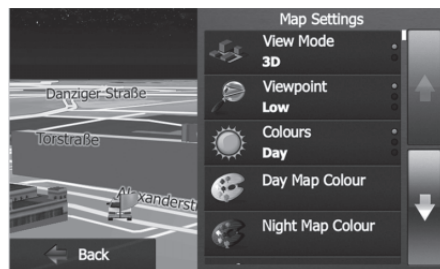 Map Settings
View Mode
3D
Viewpoint
Low
Colours
Day
Day Map Colour
Night Map Colour
Danziger Straße
Torstraße
Alexanderst
Back